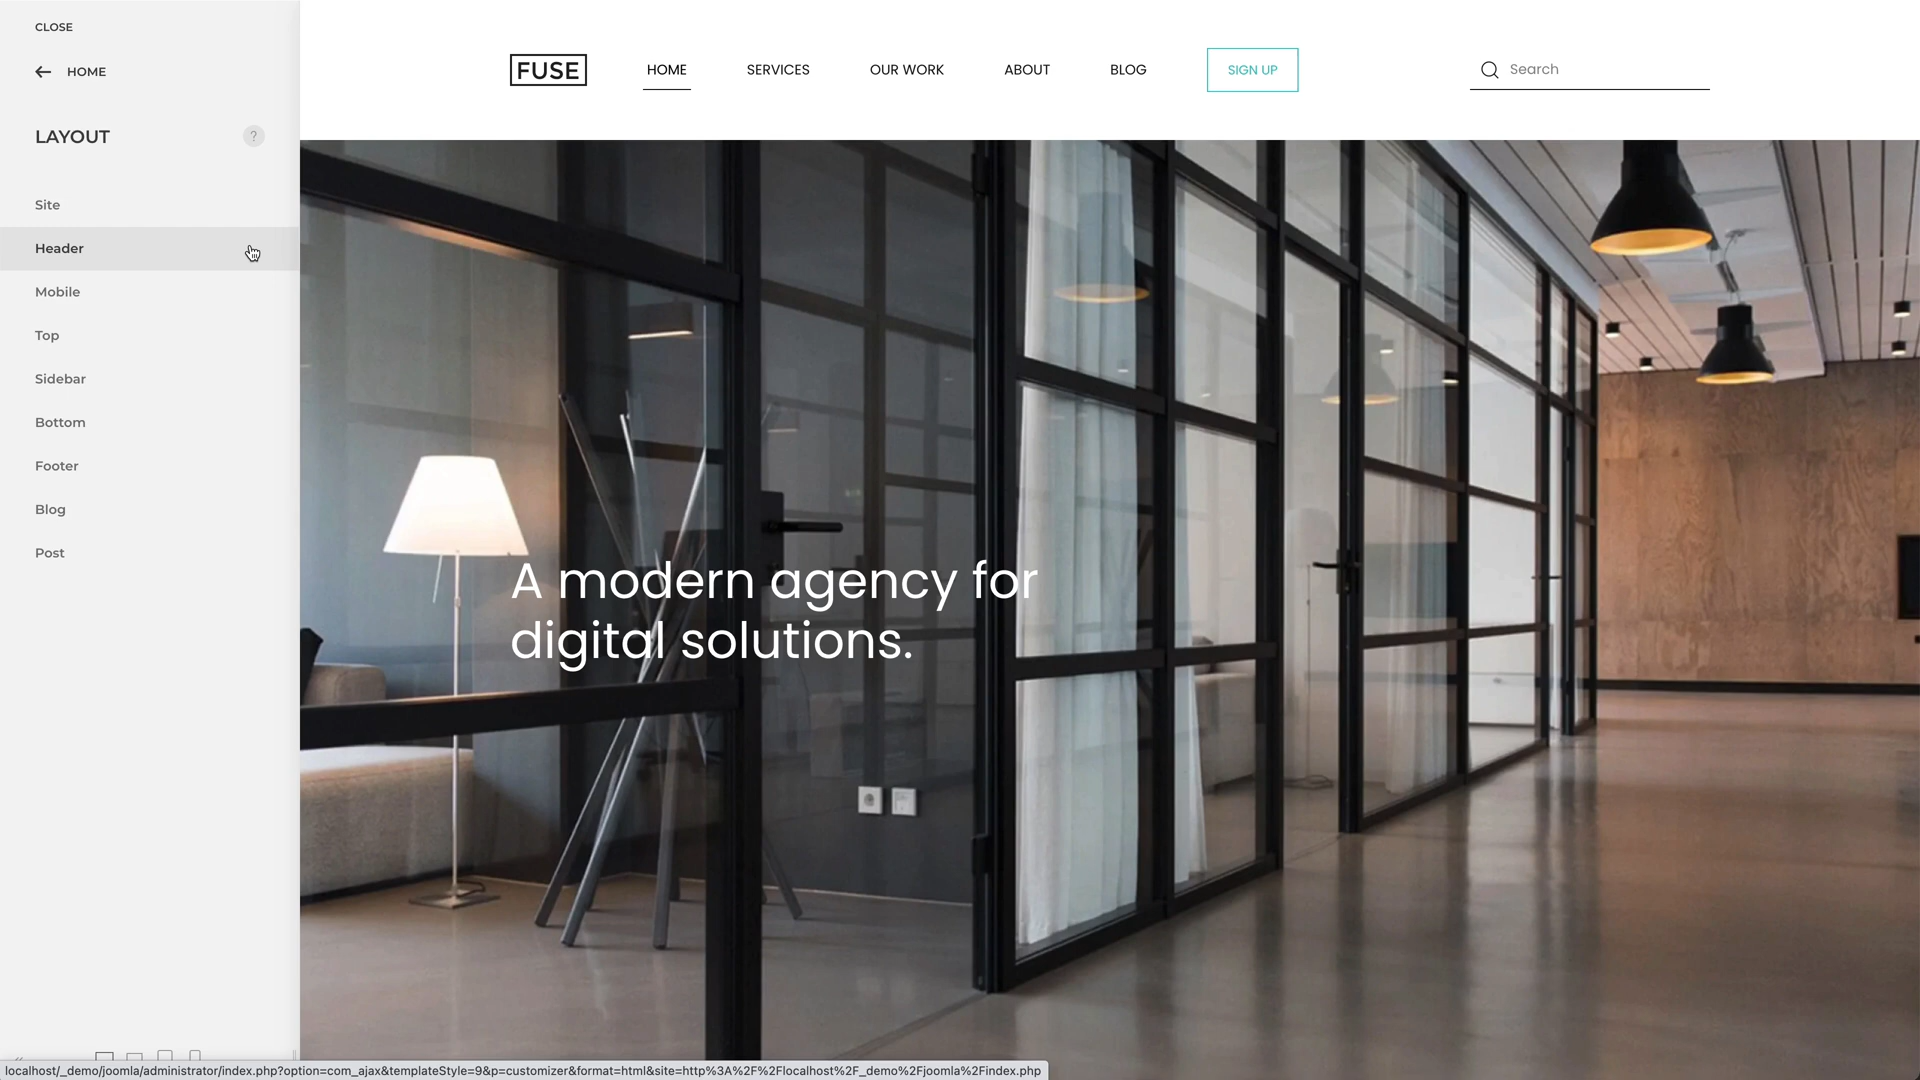 CLOSE
HOME
LAYOUT
?
Site
Header
Mobile
Top
Sidebar
Bottom
Footer
Blog
Post
FUSE
HOME
SERVICES
OUR WORK
ABOUT
BLOG
SIGN UP
Search
A modern agency for
digital solutions.
localhost/_demo/joomla/administrator/index.php?option=com_ajax&templateStyle=9&p=customizer&format=html&site=http%3A%2F%2Flocalhost%2F_demo%2Fjoomla%2Findex.php